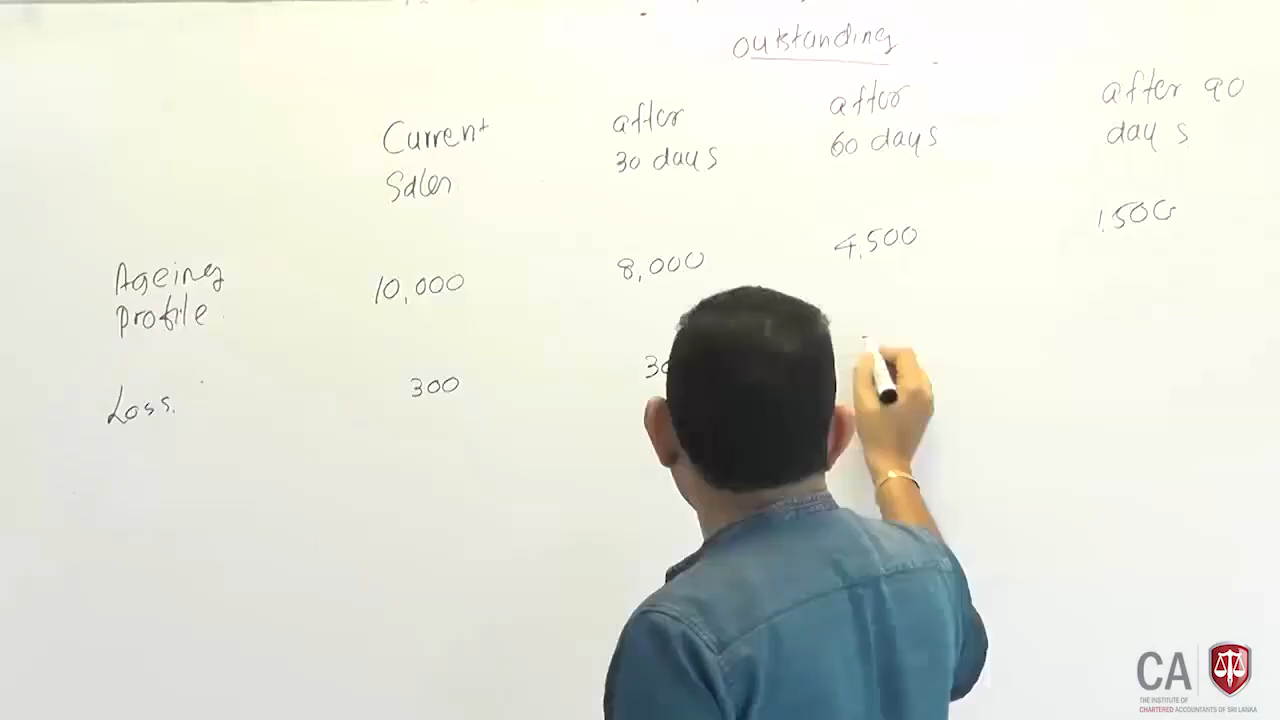 outstanding
Current Sales
after 30 days
after 60 days
after 90 days
Ageing Profile
10,000
8,000
4,500
1,500
Loss.
300
CA
THE INSTITUTE OF
CHARTERED ACCOUNTANTS OF SRI LANKA